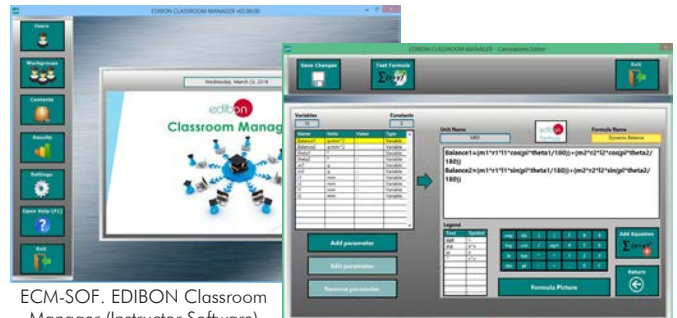 EDIBON CLASSROOM MANAGER v02.00.00
Users
Workgroups
Contents
Results
Settings
Open Help (F1)
Exit
Wednesday, March 23, 2016
edibon
Classroom Manag
ECM-SOF. EDIBON Classroom
Manager (Instructor Software)
EDIBON CLASSROOM MANAGER - Calculations Editor
Save Changes
Test Formula
Exit
Variables
Constants
Name Units Value Type
Unit Name
Formula Name
Dynamic Balance
Balance1=(m1*r1*l1*cos(pi*theta1/180))+(m2*r2*l2*cos(pi*theta2/
180))
Balance2=(m1*r1*l1*sin(pi*theta1/180))+(m2*r2*l2*sin(pi*theta2/
180))
Add parameter
Edit parameter
Remove parameter
Legend
Text Symbol
Add Equation
Return
Formula Picture